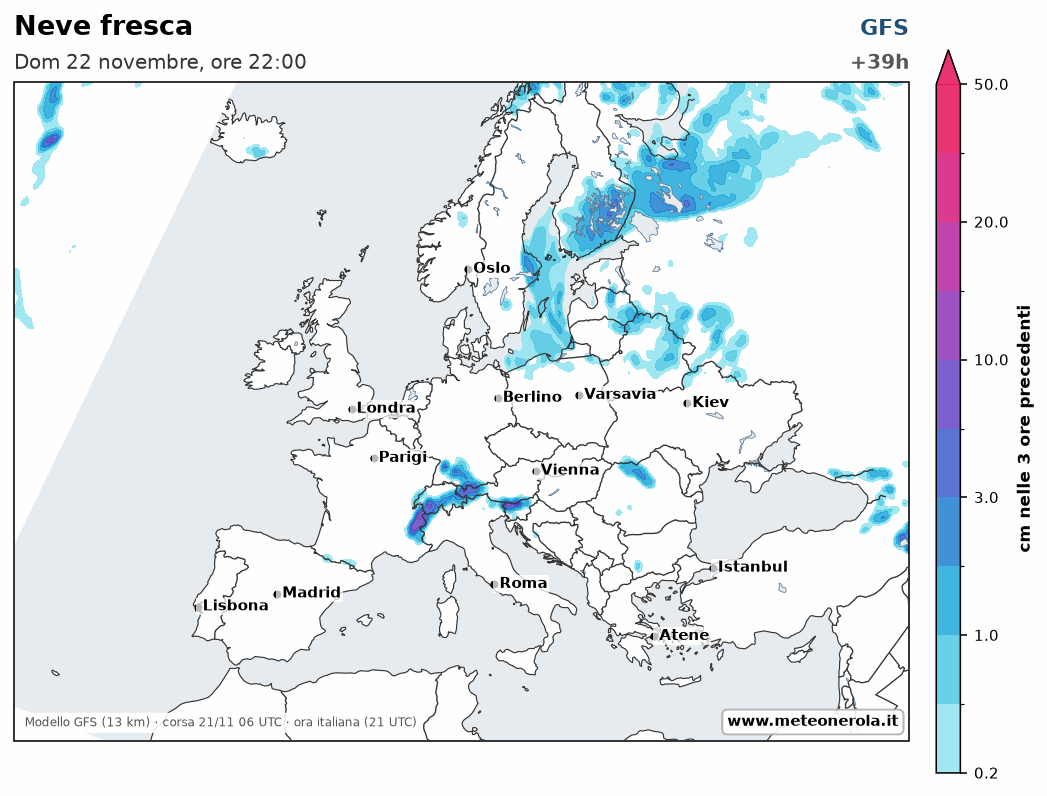 Neve fresca
GFS
Dom 22 novembre, ore 22:00
+39h
50.0
20.0
10.0
3.0
1.0
0.2
cm nelle 3 ore precedenti
Oslo
Berlino
Varsavia
Kiev
Londra
Parigi
Vienna
Istanbul
Roma
Madrid
Lisbona
Atene
Modello GFS (13 km) · corsa 21/11 06 UTC · ora italiana (21 UTC)
www.meteonerola.it